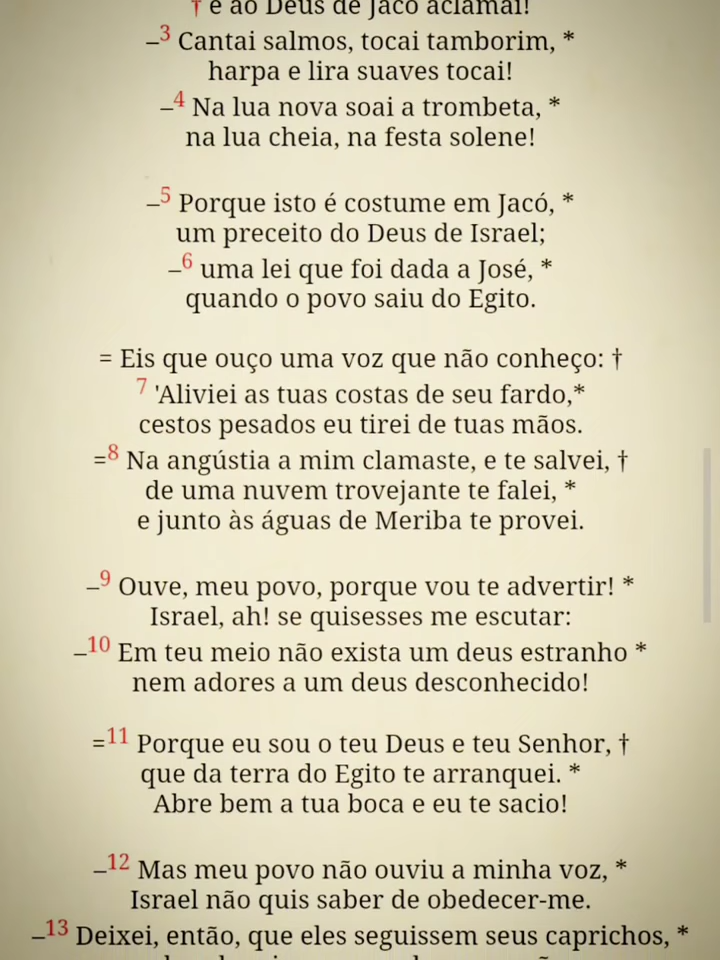 † e ao Deus de Jacó aclamai!
–3 Cantai salmos, tocai tamborim, *
harpa e lira suaves tocai!
–4 Na lua nova soai a trombeta, *
na lua cheia, na festa solene!
–5 Porque isto é costume em Jacó, *
um preceito do Deus de Israel;
–6 uma lei que foi dada a José, *
quando o povo saiu do Egito.
= Eis que ouço uma voz que não conheço: †
7 'Aliviei as tuas costas de seu fardo,*
cestos pesados eu tirei de tuas mãos.
=8 Na angústia a mim clamaste, e te salvei, †
de uma nuvem trovejante te falei, *
e junto às águas de Meriba te provei.
–9 Ouve, meu povo, porque vou te advertir! *
Israel, ah! se quisesses me escutar:
–10 Em teu meio não exista um deus estranho *
nem adores a um deus desconhecido!
=11 Porque eu sou o teu Deus e teu Senhor, †
que da terra do Egito te arranquei. *
Abre bem a tua boca e eu te sacio!
–12 Mas meu povo não ouviu a minha voz, *
Israel não quis saber de obedecer-me.
–13 Deixei, então, que eles seguissem seus caprichos, *